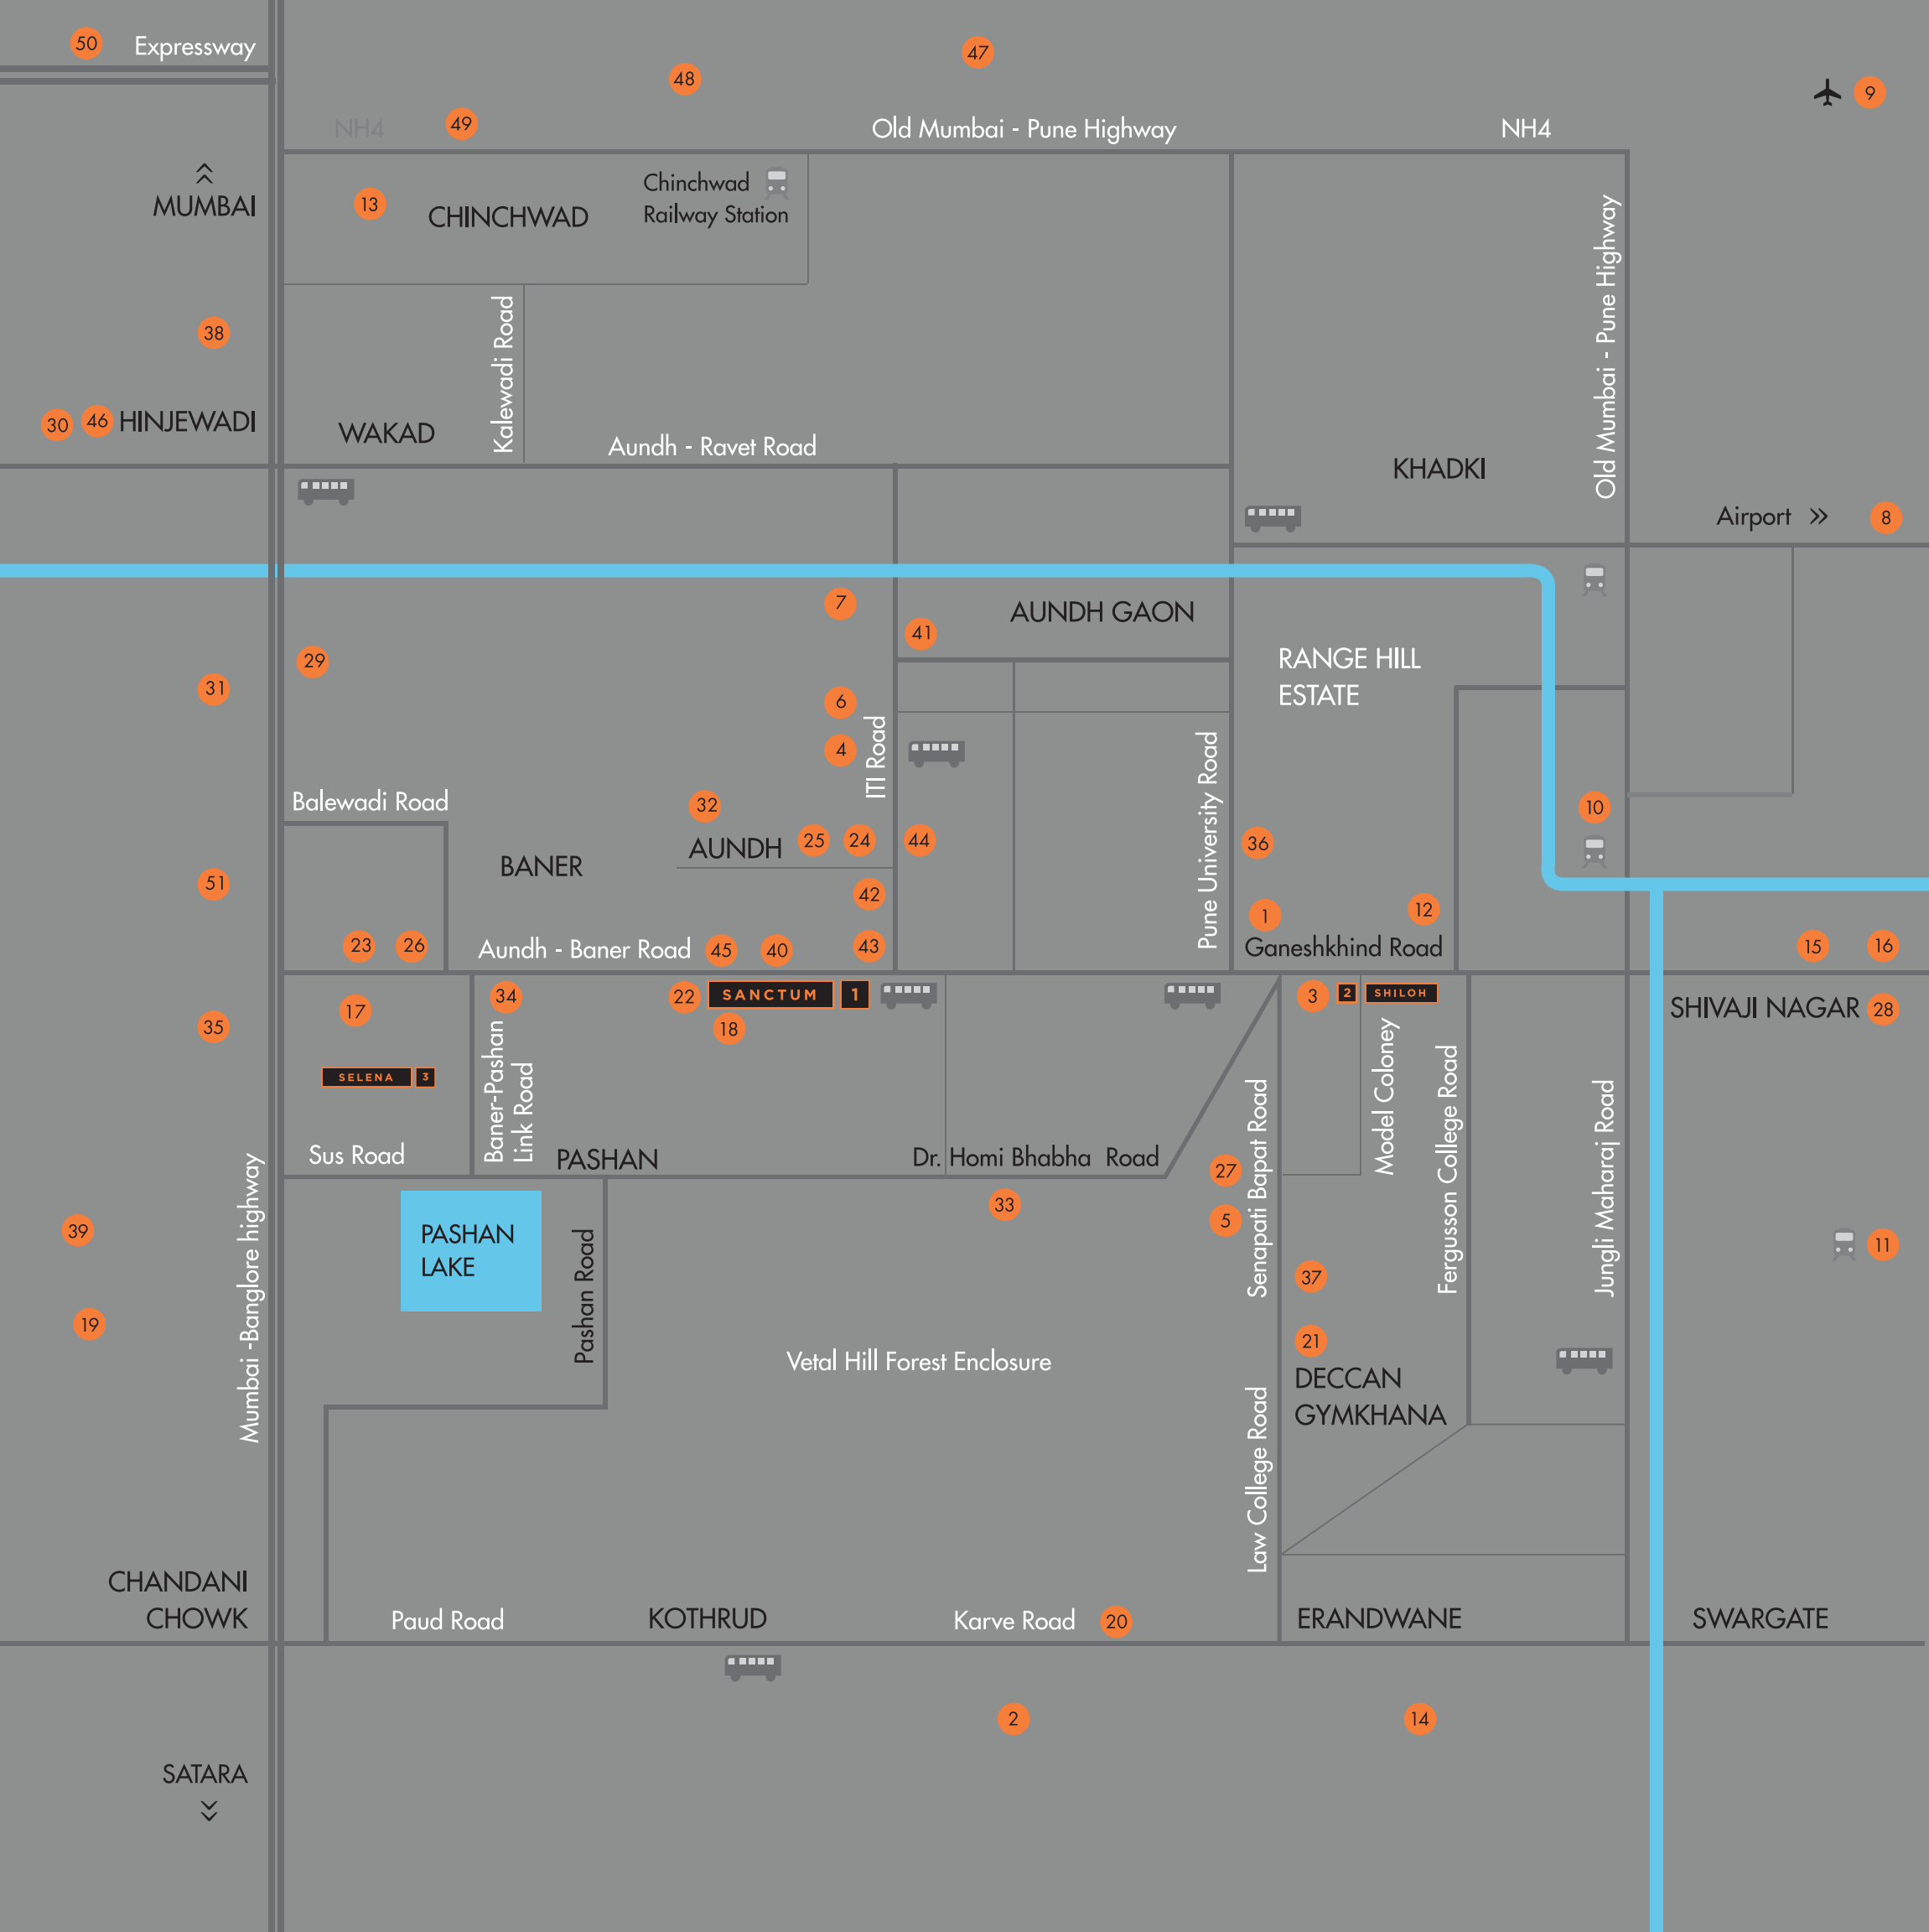 50
Expressway
47
48
9
49
NH4
Old Mumbai - Pune Highway
NH4
MUMBAI
13
CHINCHWAD
Chinchwad
Railway Station
Old Mumbai - Pune Highway
38
Kalewadi Road
30
46
HINJEWADI
WAKAD
Aundh - Ravet Road
KHADKI
Airport »
8
7
41
AUNDH GAON
29
31
RANGE HILL
ESTATE
6
4
ITI Road
Pune University Road
Balewadi Road
32
10
AUNDH
25
24
44
36
BANER
51
42
1
12
23
26
Aundh - Baner Road
45
40
43
Ganeshkhind Road
15
16
17
34
22
SANCTUM
1
18
3
2
SHILOH
SHIVAJI NAGAR
28
35
SELENA
3
Baner-Pashan
Link Road
Model Coloney
Fergusson College Road
Jungli Maharaj Road
Senapati Bapat Road
Sus Road
PASHAN
Dr. Homi Bhabha Road
27
33
5
39
PASHAN
LAKE
Pashan Road
Mumbai -Banglore highway
11
37
19
21
Vetal Hill Forest Enclosure
DECCAN
GYMKHANA
Law College Road
CHANDANI
CHOWK
Paud Road
KOTHRUD
Karve Road
20
ERANDWANE
SWARGATE
2
14
SATARA